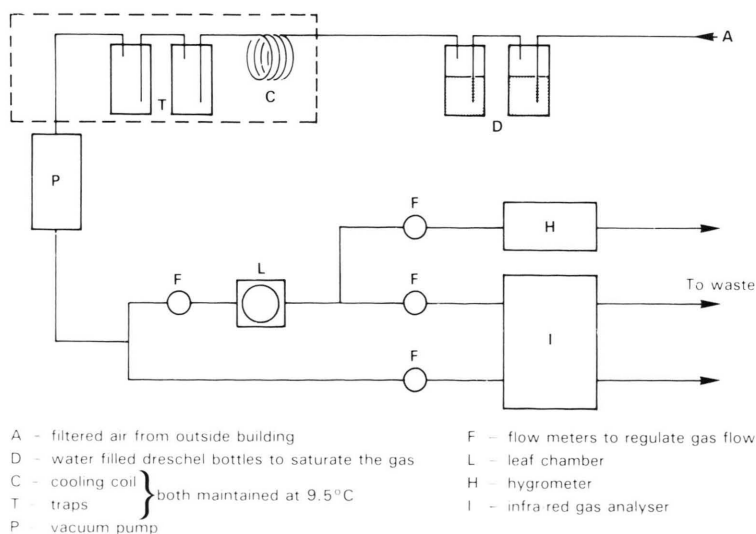 A
T
C
D
P
F
H
F
L
F
To waste
I
F
A - filtered air from outside building
D - water filled dreschel bottles to saturate the gas
C - cooling coil
T - traps
} both maintained at 9.5°C
P - vacuum pump
F - flow meters to regulate gas flow
L - leaf chamber
H - hygrometer
I - infra-red gas analyser